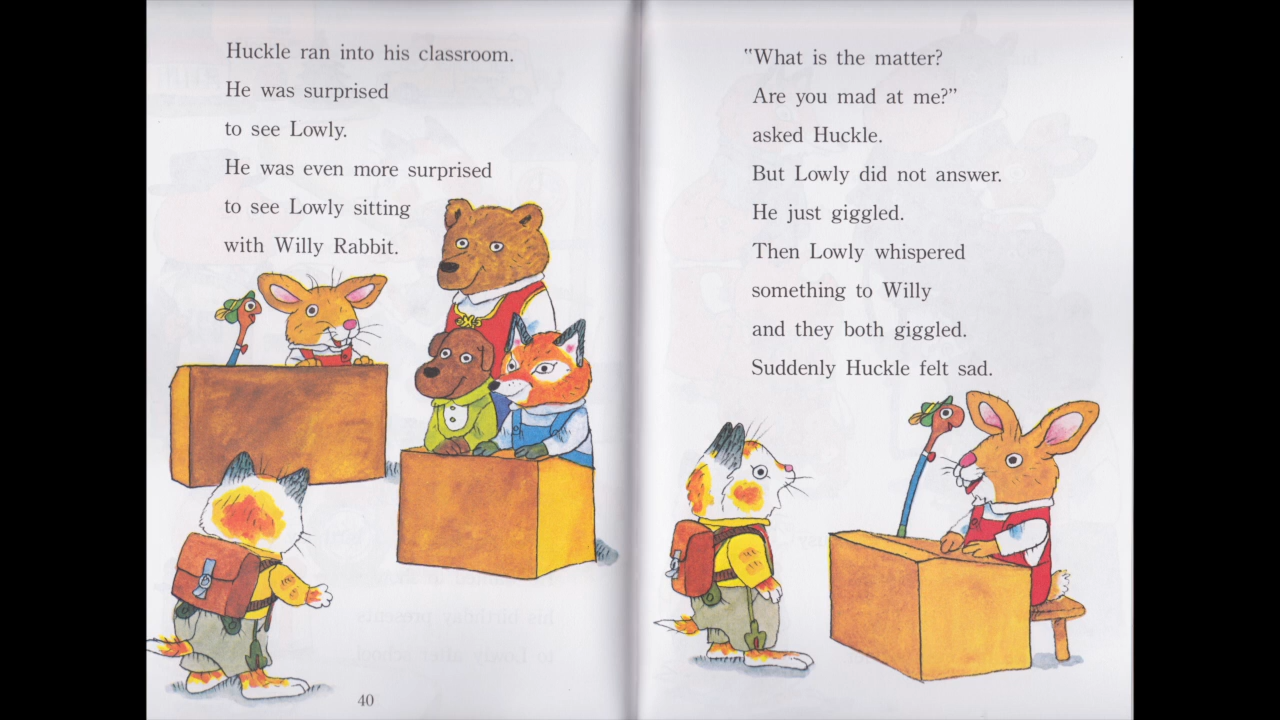 Huckle ran into his classroom.
He was surprised
to see Lowly.
He was even more surprised
to see Lowly sitting
with Willy Rabbit.
40
"What is the matter?
Are you mad at me?"
asked Huckle.
But Lowly did not answer.
He just giggled.
Then Lowly whispered
something to Willy
and they both giggled.
Suddenly Huckle felt sad.